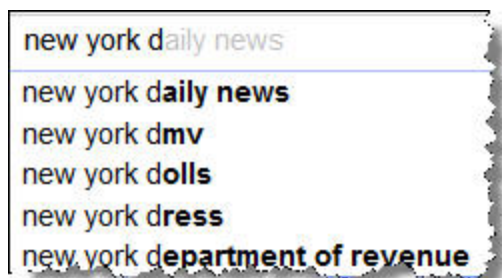 new york daily news
new york daily news
new york dmv
new york dolls
new york dress
new york department of revenue